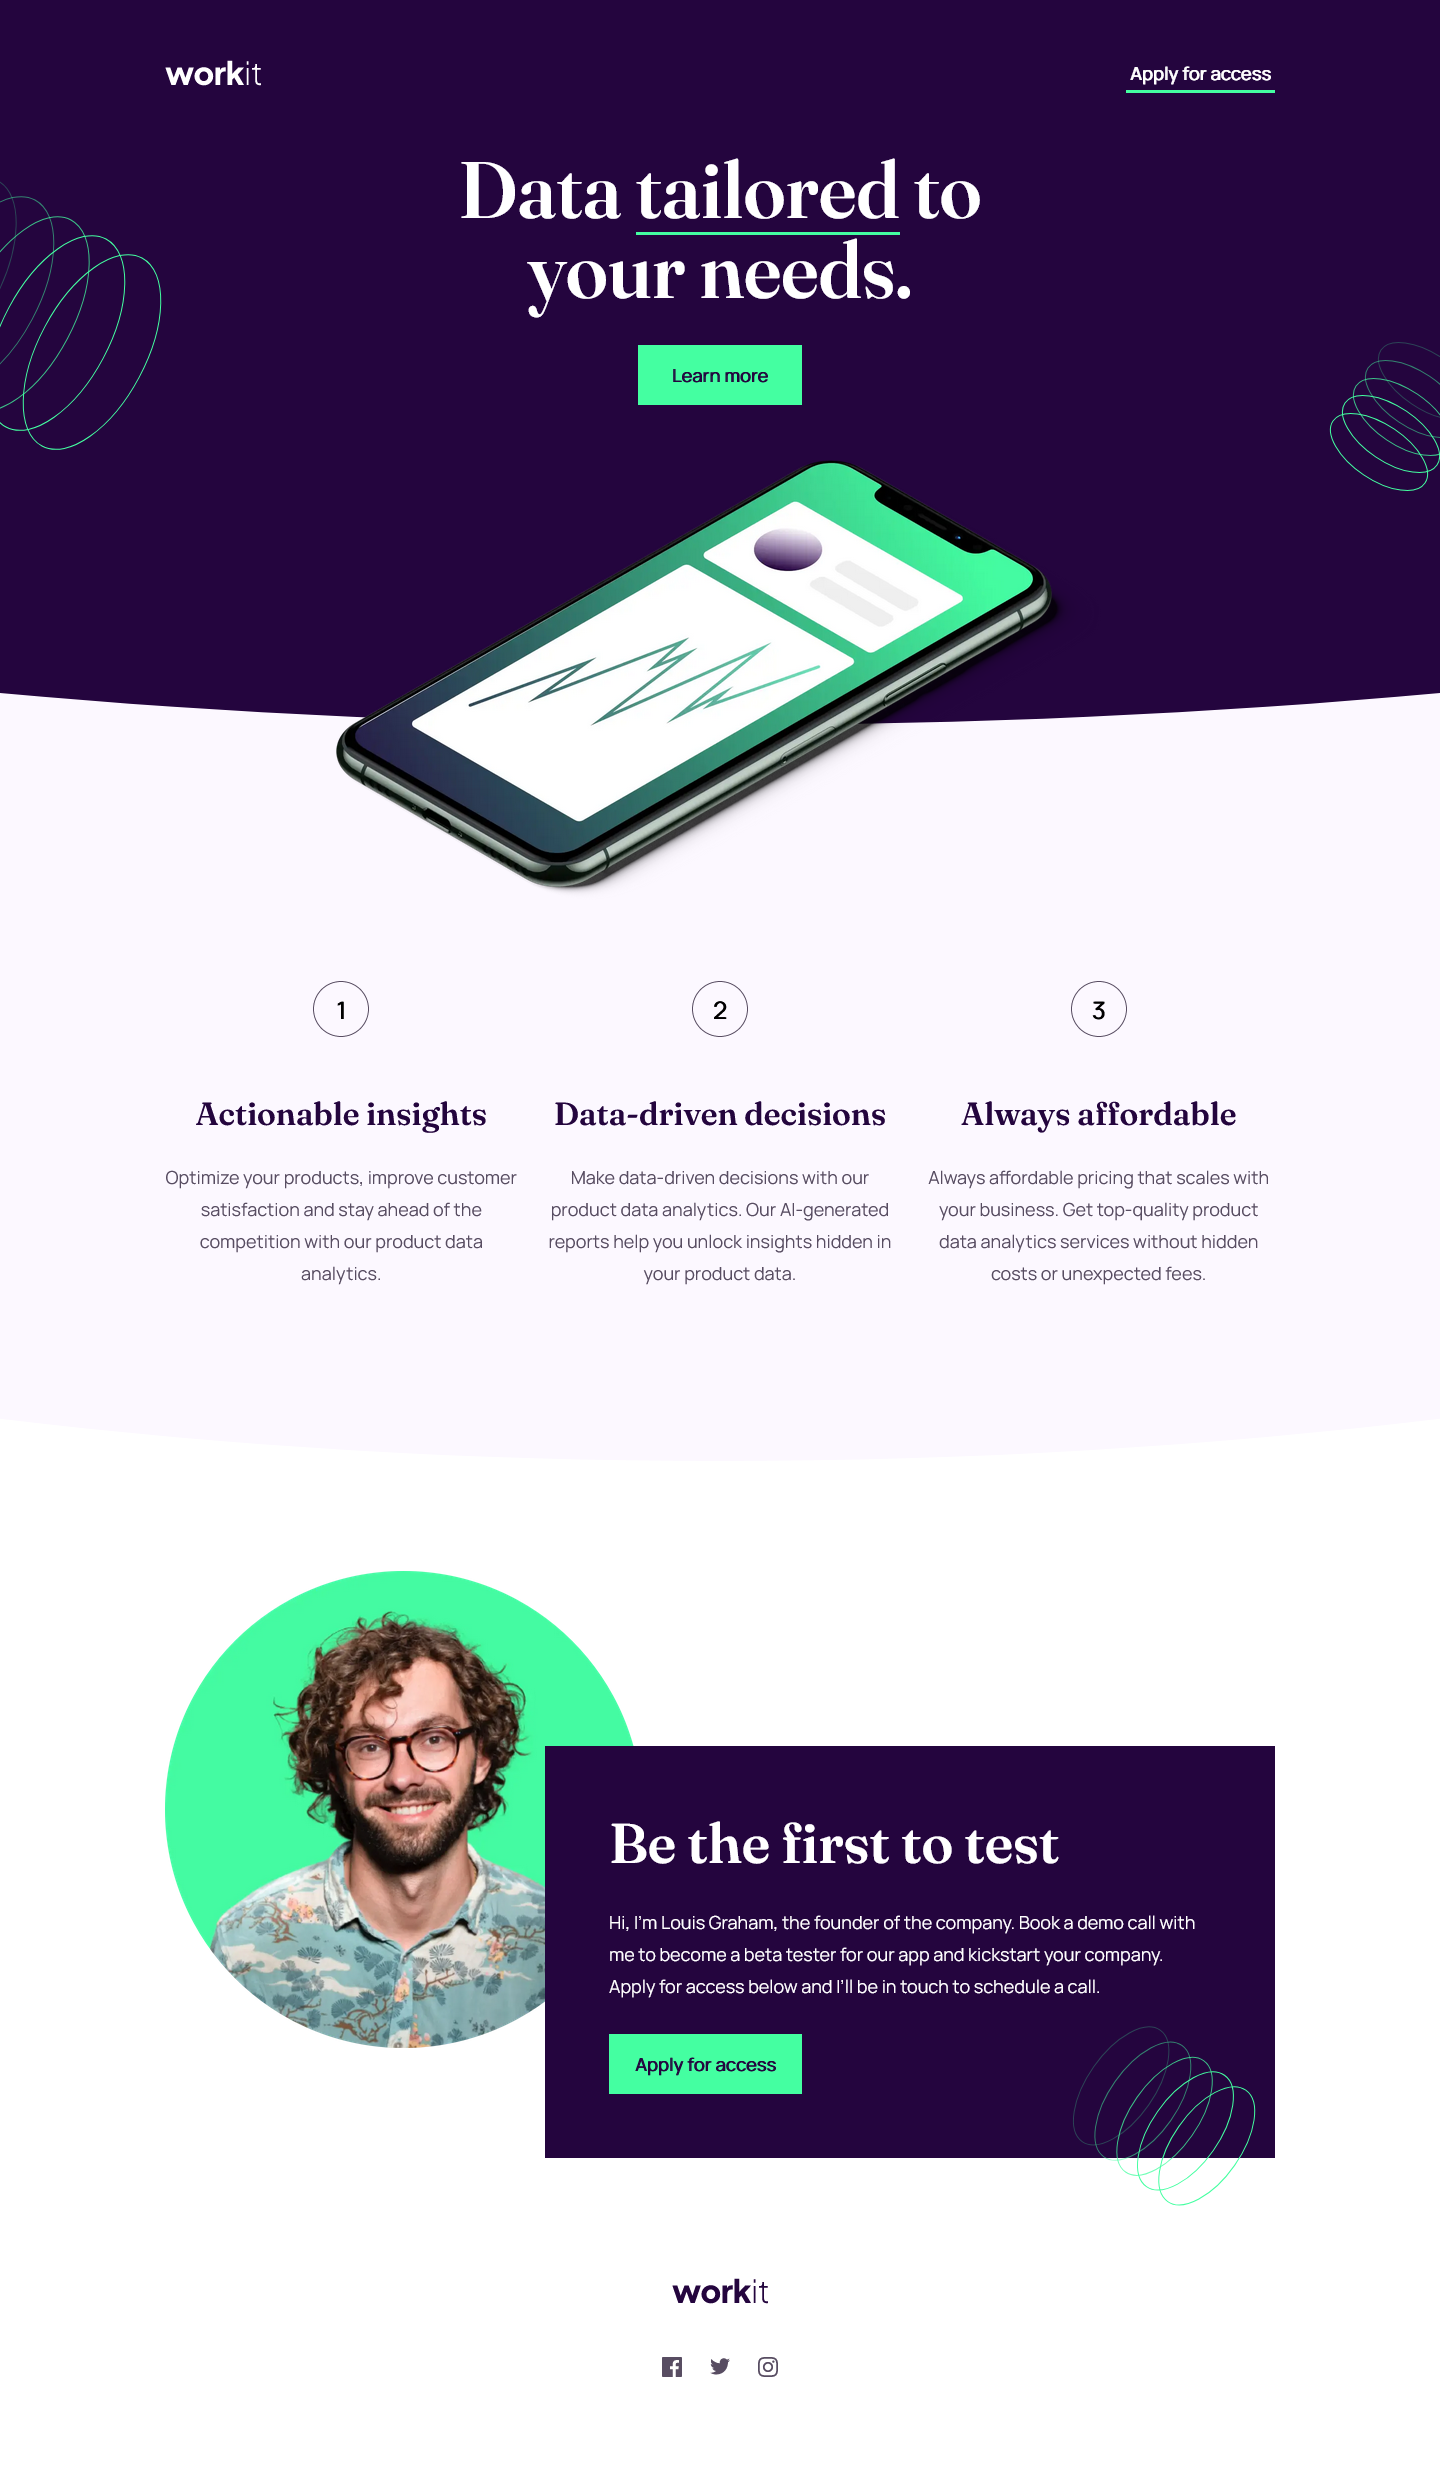 workit
Apply for access
Data tailored to
your needs.
Learn more
1
2
3
Actionable insights
Data-driven decisions
Always affordable
Optimize your products, improve customer
satisfaction and stay ahead of the
competition with our product data
analytics.
Make data-driven decisions with our
product data analytics. Our AI-generated
reports help you unlock insights hidden in
your product data.
Always affordable pricing that scales with
your business. Get top-quality product
data analytics services without hidden
costs or unexpected fees.
Be the first to test
Hi, I'm Louis Graham, the founder of the company. Book a demo call with
me to become a beta tester for our app and kickstart your company.
Apply for access below and I'll be in touch to schedule a call.
Apply for access
workit